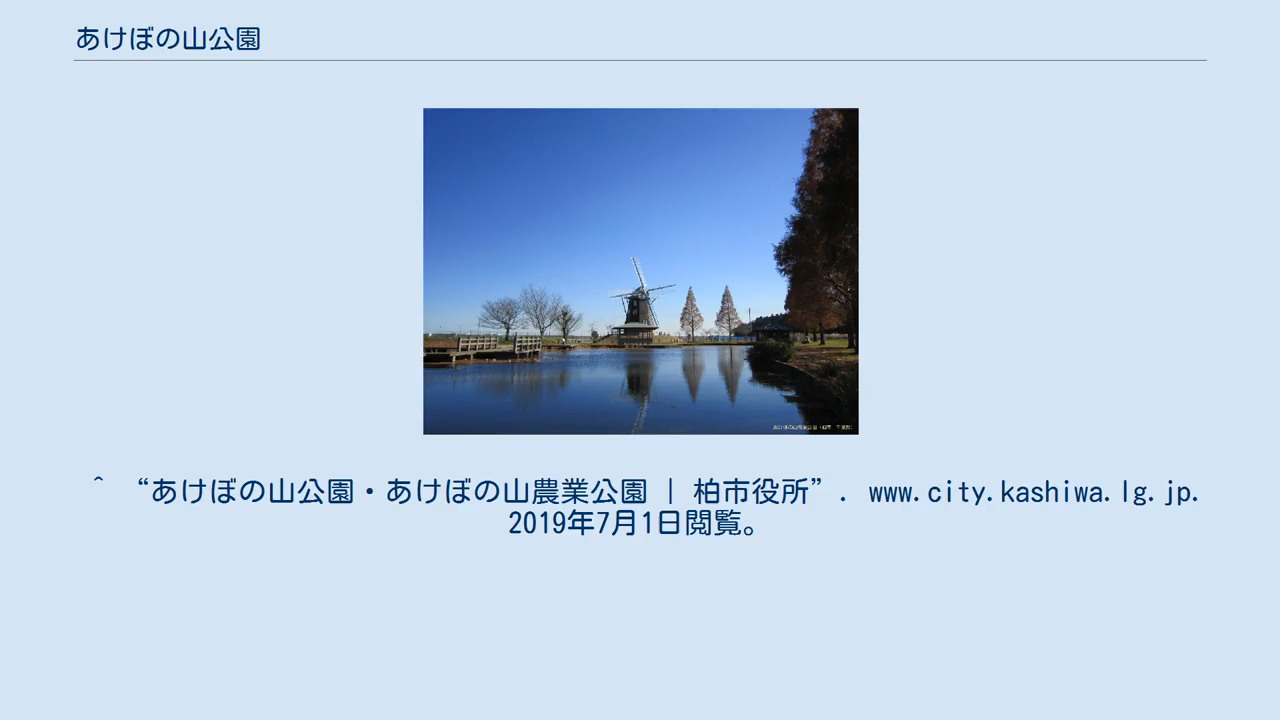 あけぼの山公園
^ “あけぼの山公園・あけぼの山農業公園 | 柏市役所”. www.city.kashiwa.lg.jp.
2019年7月1日閲覧。